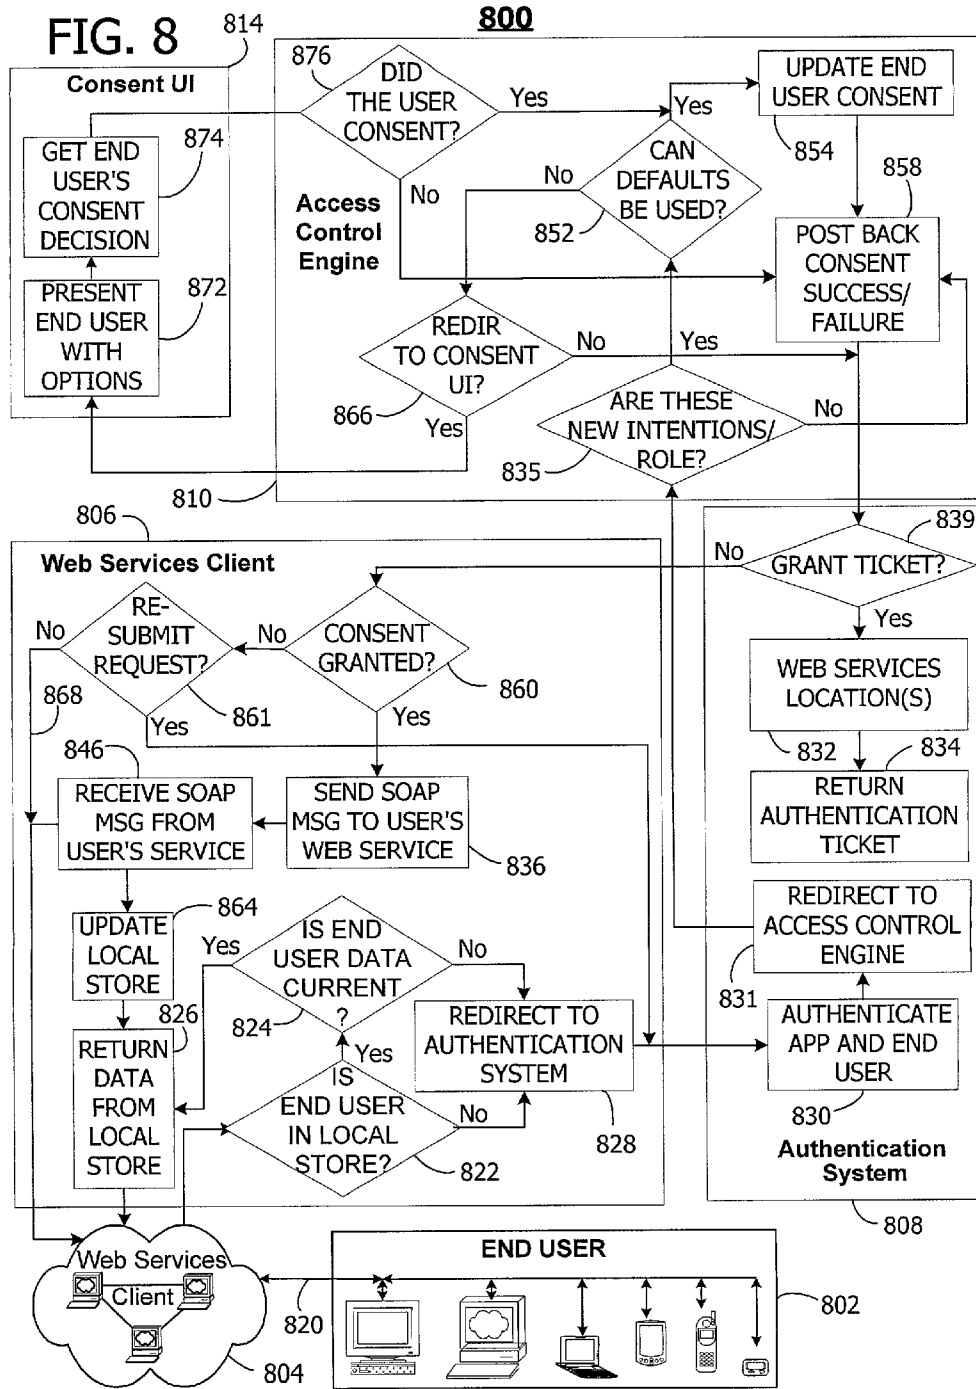 FIG. 8
800
814
Consent UI
GET END
USER'S
CONSENT
DECISION
874
PRESENT
END USER
WITH
OPTIONS
872
876
DID
THE USER
CONSENT?
Yes
No
Access
Control
Engine
CAN
DEFAULTS
BE USED?
852
Yes
No
UPDATE END
USER CONSENT
854
858
POST BACK
CONSENT
SUCCESS/
FAILURE
REDIR
TO CONSENT
UI?
866
No
Yes
Yes
ARE THESE
NEW INTENTIONS/
ROLE?
835
No
810
806
Web Services Client
839
GRANT TICKET?
No
Yes
RE-
SUBMIT
REQUEST?
No
861
Yes
868
CONSENT
GRANTED?
No
860
Yes
WEB SERVICES
LOCATION(S)
832
834
RETURN
AUTHENTICATION
TICKET
846
RECEIVE SOAP
MSG FROM
USER'S SERVICE
SEND SOAP
MSG TO USER'S
WEB SERVICE
836
864
UPDATE
LOCAL
STORE
826
RETURN
DATA
FROM
LOCAL
STORE
IS END
USER DATA
CURRENT
?
824
Yes
No
Yes
IS
END USER
IN LOCAL
STORE?
822
No
REDIRECT TO
AUTHENTICATION
SYSTEM
828
REDIRECT TO
ACCESS CONTROL
ENGINE
831
AUTHENTICATE
APP AND END
USER
830
Authentication
System
808
Web Services
Client
804
820
END USER
802